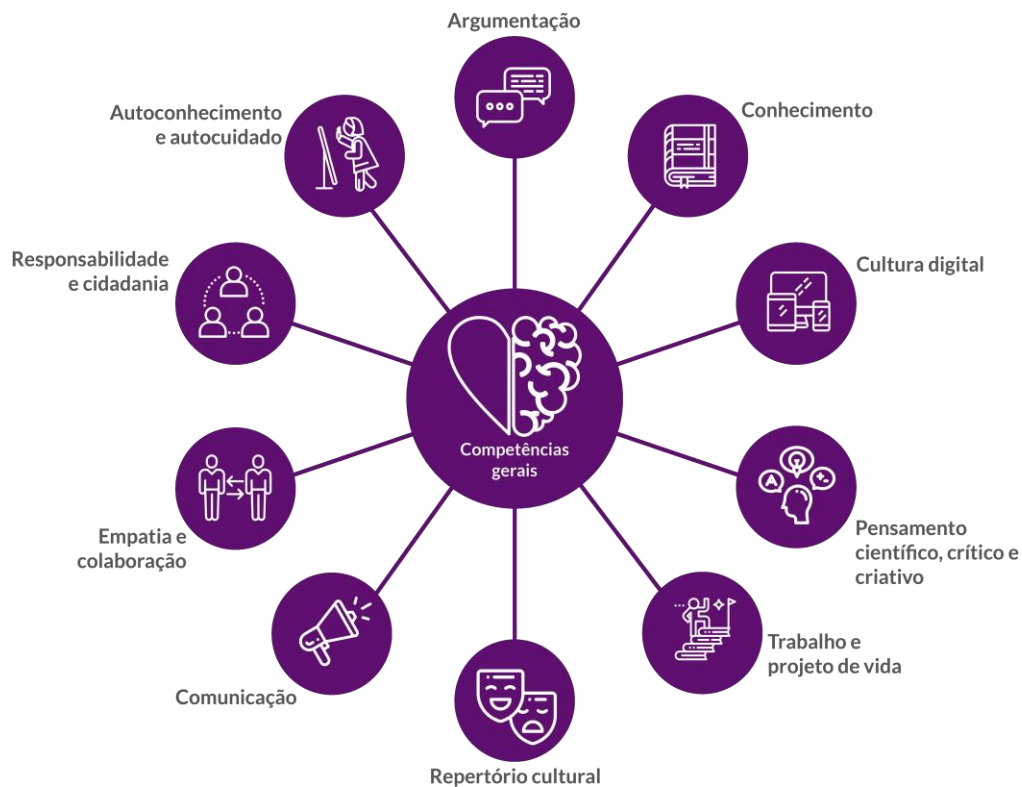 Argumentação
Autoconhecimento
e autocuidado
Conhecimento
Responsabilidade
e cidadania
Cultura digital
Competências
gerais
Empatia e
colaboração
Pensamento
científico, crítico e
criativo
Comunicação
Trabalho e
projeto de vida
Repertório cultural
A